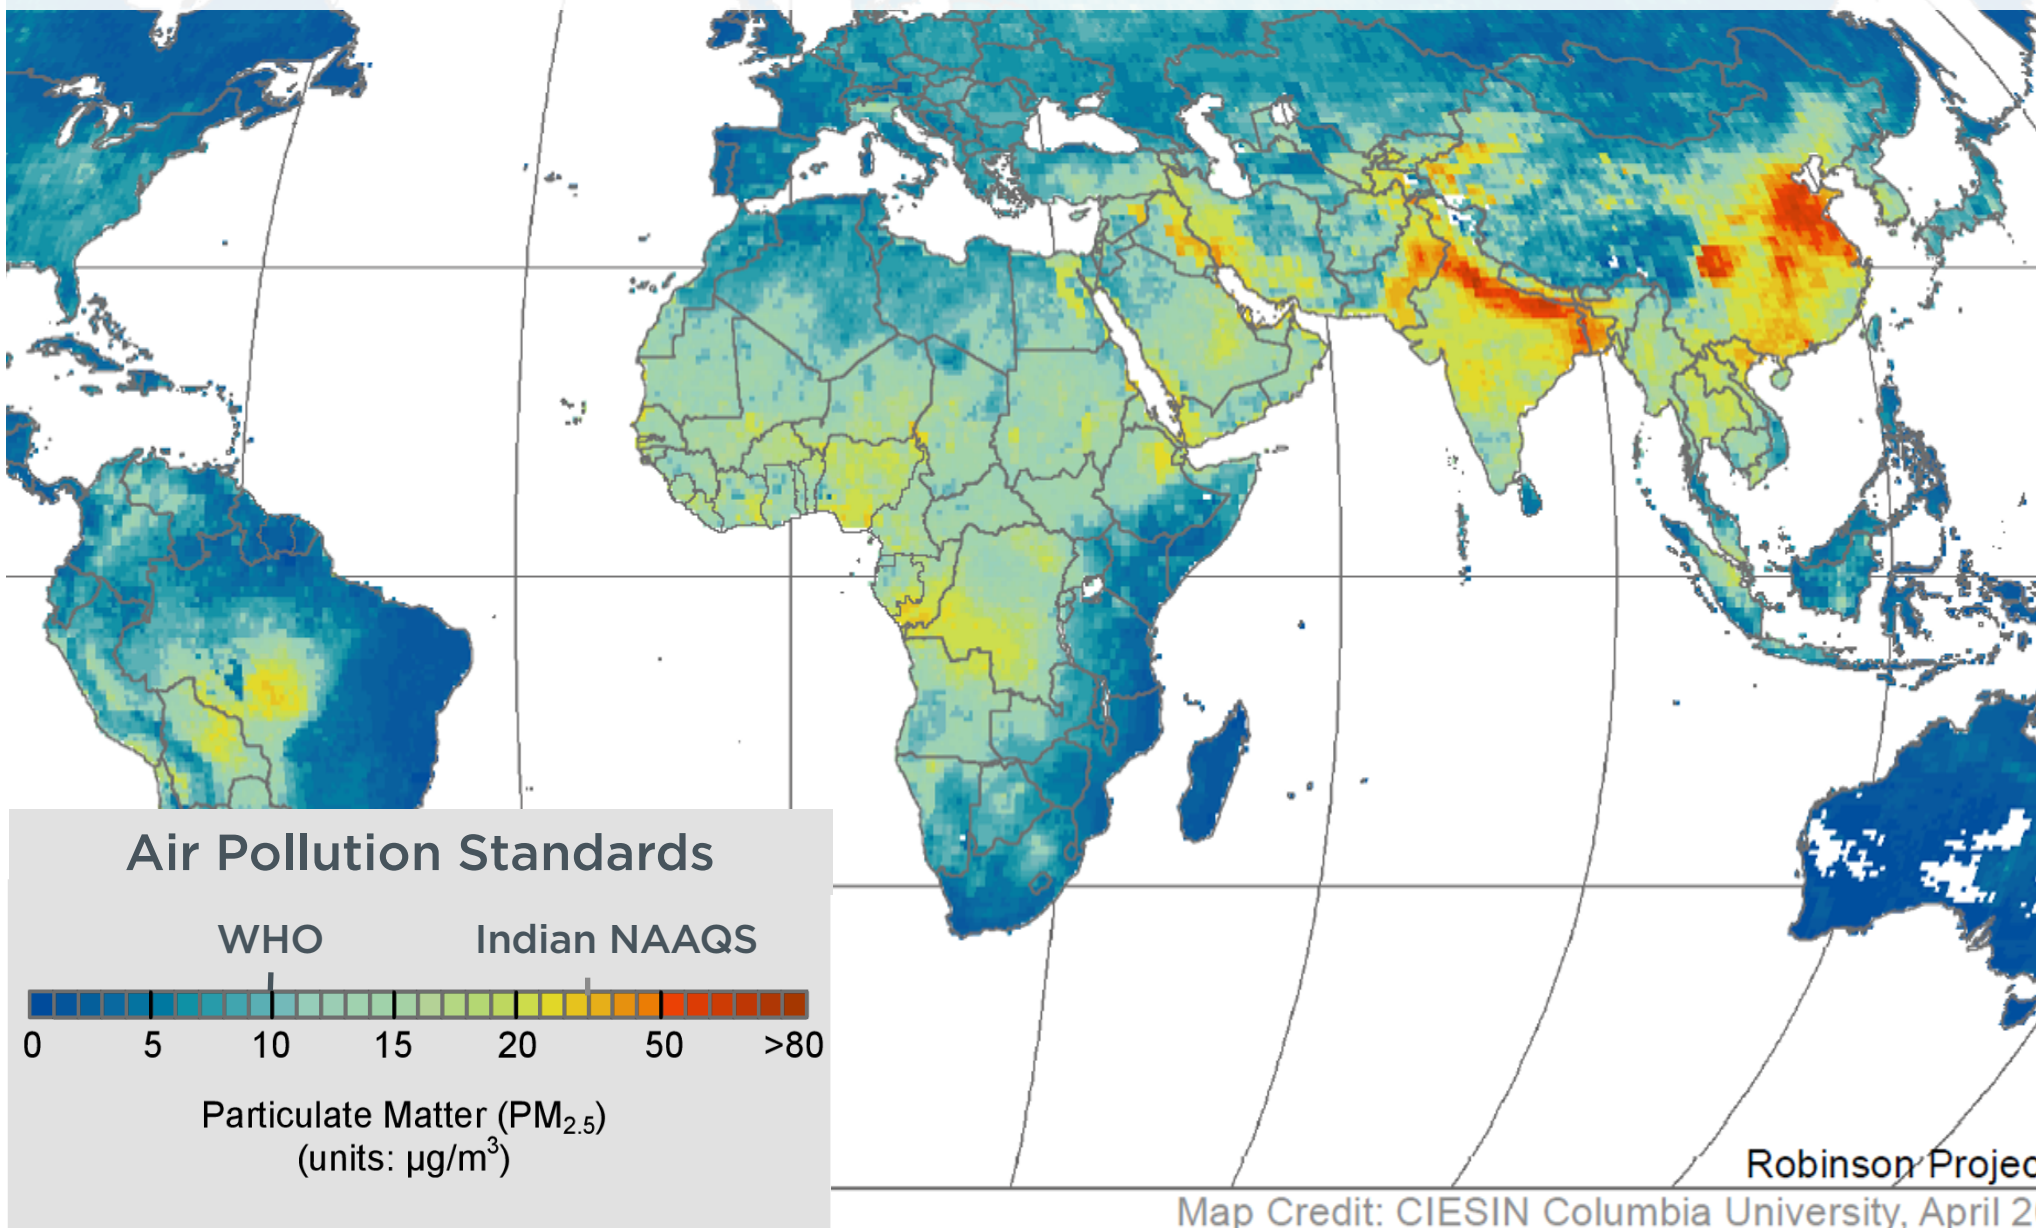 Air Pollution Standards
WHO Indian NAAQS
0 5 10 15 20 50 >80
Particulate Matter (PM2.5)
(units: µg/m³)
Robinson Projec
Map Credit: CIESIN Columbia University, April 2